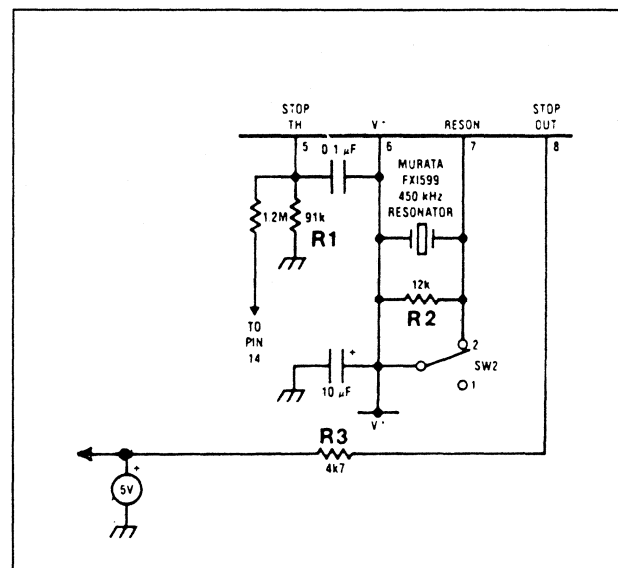 STOP TH
V+
RESON
STOP OUT
5
6
7
8
0.1 µF
MURATA
FX1599
450 kHz
RESONATOR
1.2M
91k
R1
12k
R2
TO
PIN
14
2
SW2
1
10 µF
+
V+
R3
4k7
+
5V